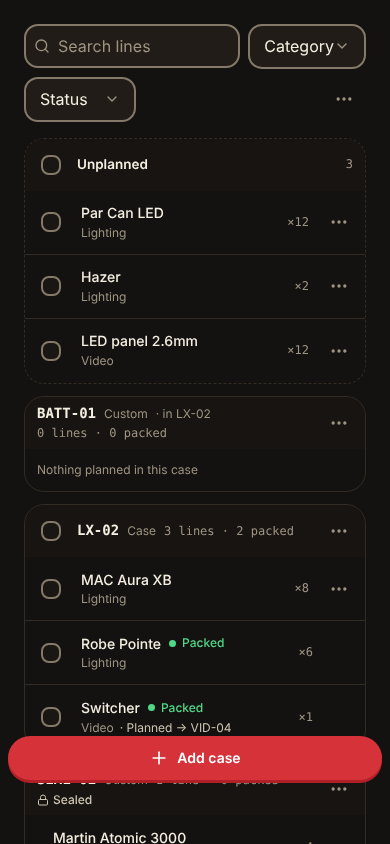 Search lines
Category
Status
Unplanned 3
Par Can LED
Lighting ×12
Hazer
Lighting ×2
LED panel 2.6mm
Video ×12
BATT-01 Custom · in LX-02
0 lines · 0 packed
Nothing planned in this case
LX-02 Case 3 lines · 2 packed
MAC Aura XB
Lighting ×8
Robe Pointe Packed
Lighting ×6
Switcher Packed
Video · Planned → VID-04 ×1
Add case
Sealed
Martin Atomic 3000